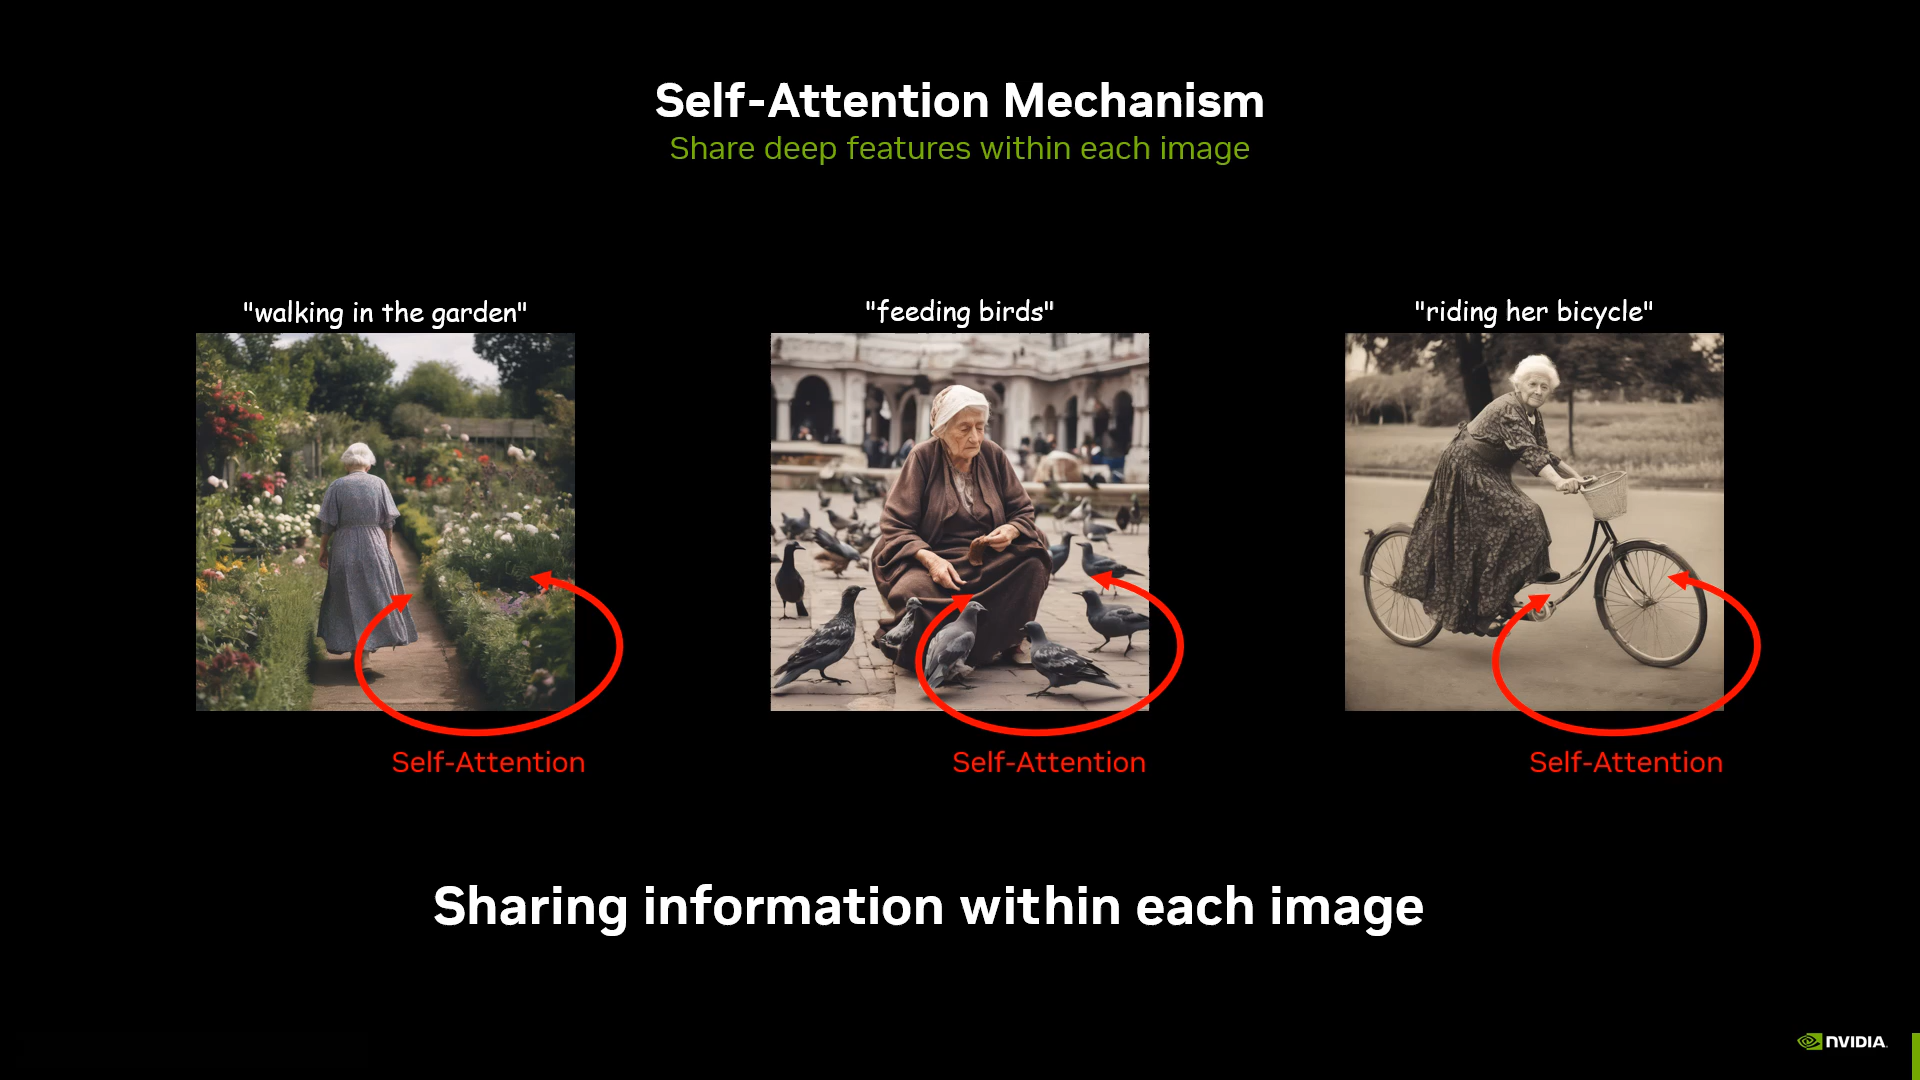 Self-Attention Mechanism
Share deep features within each image
"walking in the garden"
"feeding birds"
"riding her bicycle"
Self-Attention
Self-Attention
Self-Attention
Sharing information within each image
NVIDIA